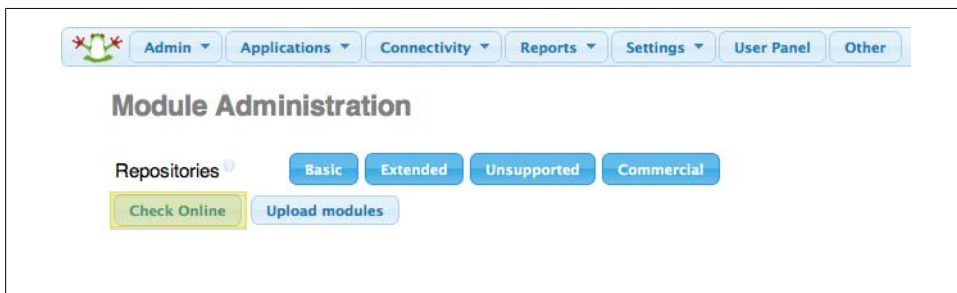 Admin Applications Connectivity Reports Settings User Panel Other
Module Administration
Repositories Basic Extended Unsupported Commercial
Check Online Upload modules